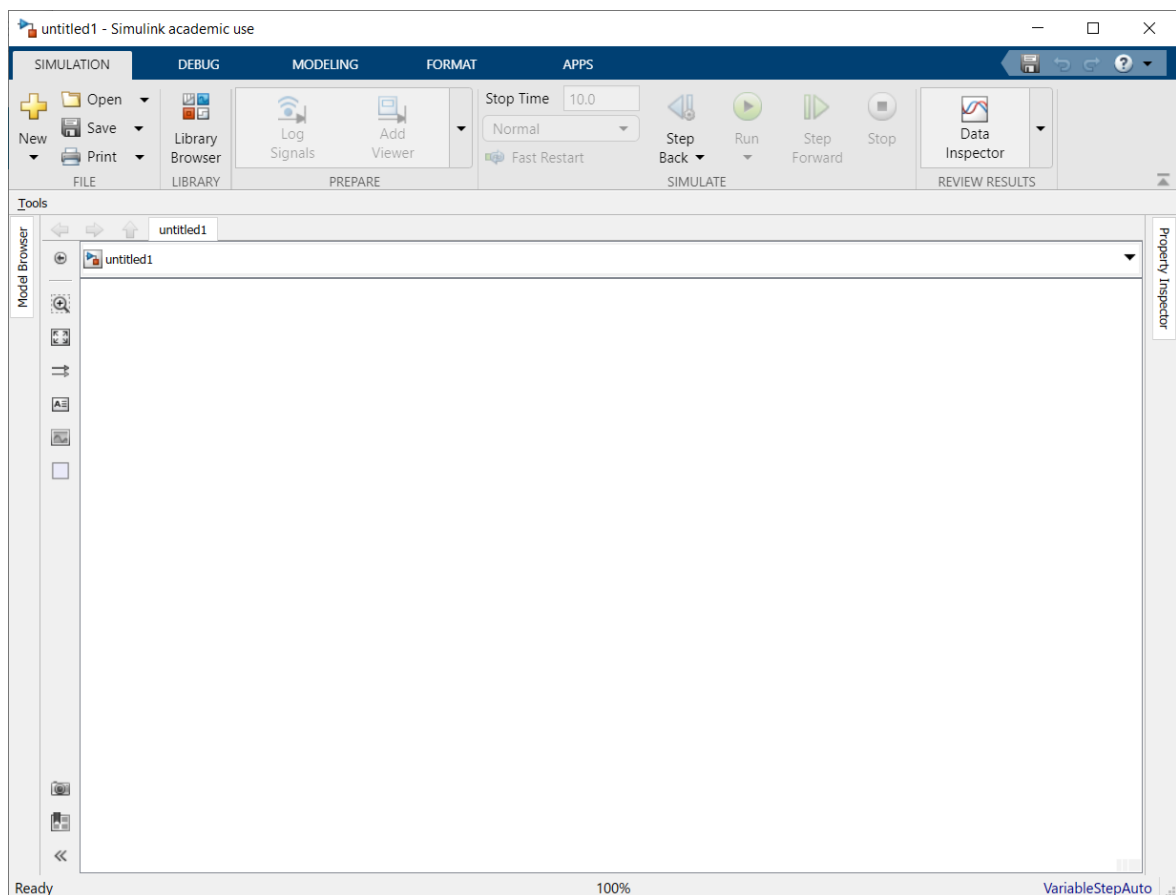 untitled1 - Simulink academic use
SIMULATION DEBUG MODELING FORMAT APPS
New
Open
Save
Print
FILE
Library
Browser
LIBRARY
Log
Signals
Add
Viewer
PREPARE
Stop Time 10.0
Normal
Fast Restart
Step
Back
Run
Step
Forward
Stop
SIMULATE
Data
Inspector
REVIEW RESULTS
Tools
Model Browser
untitled1
untitled1
Property Inspector
Ready 100% VariableStepAuto